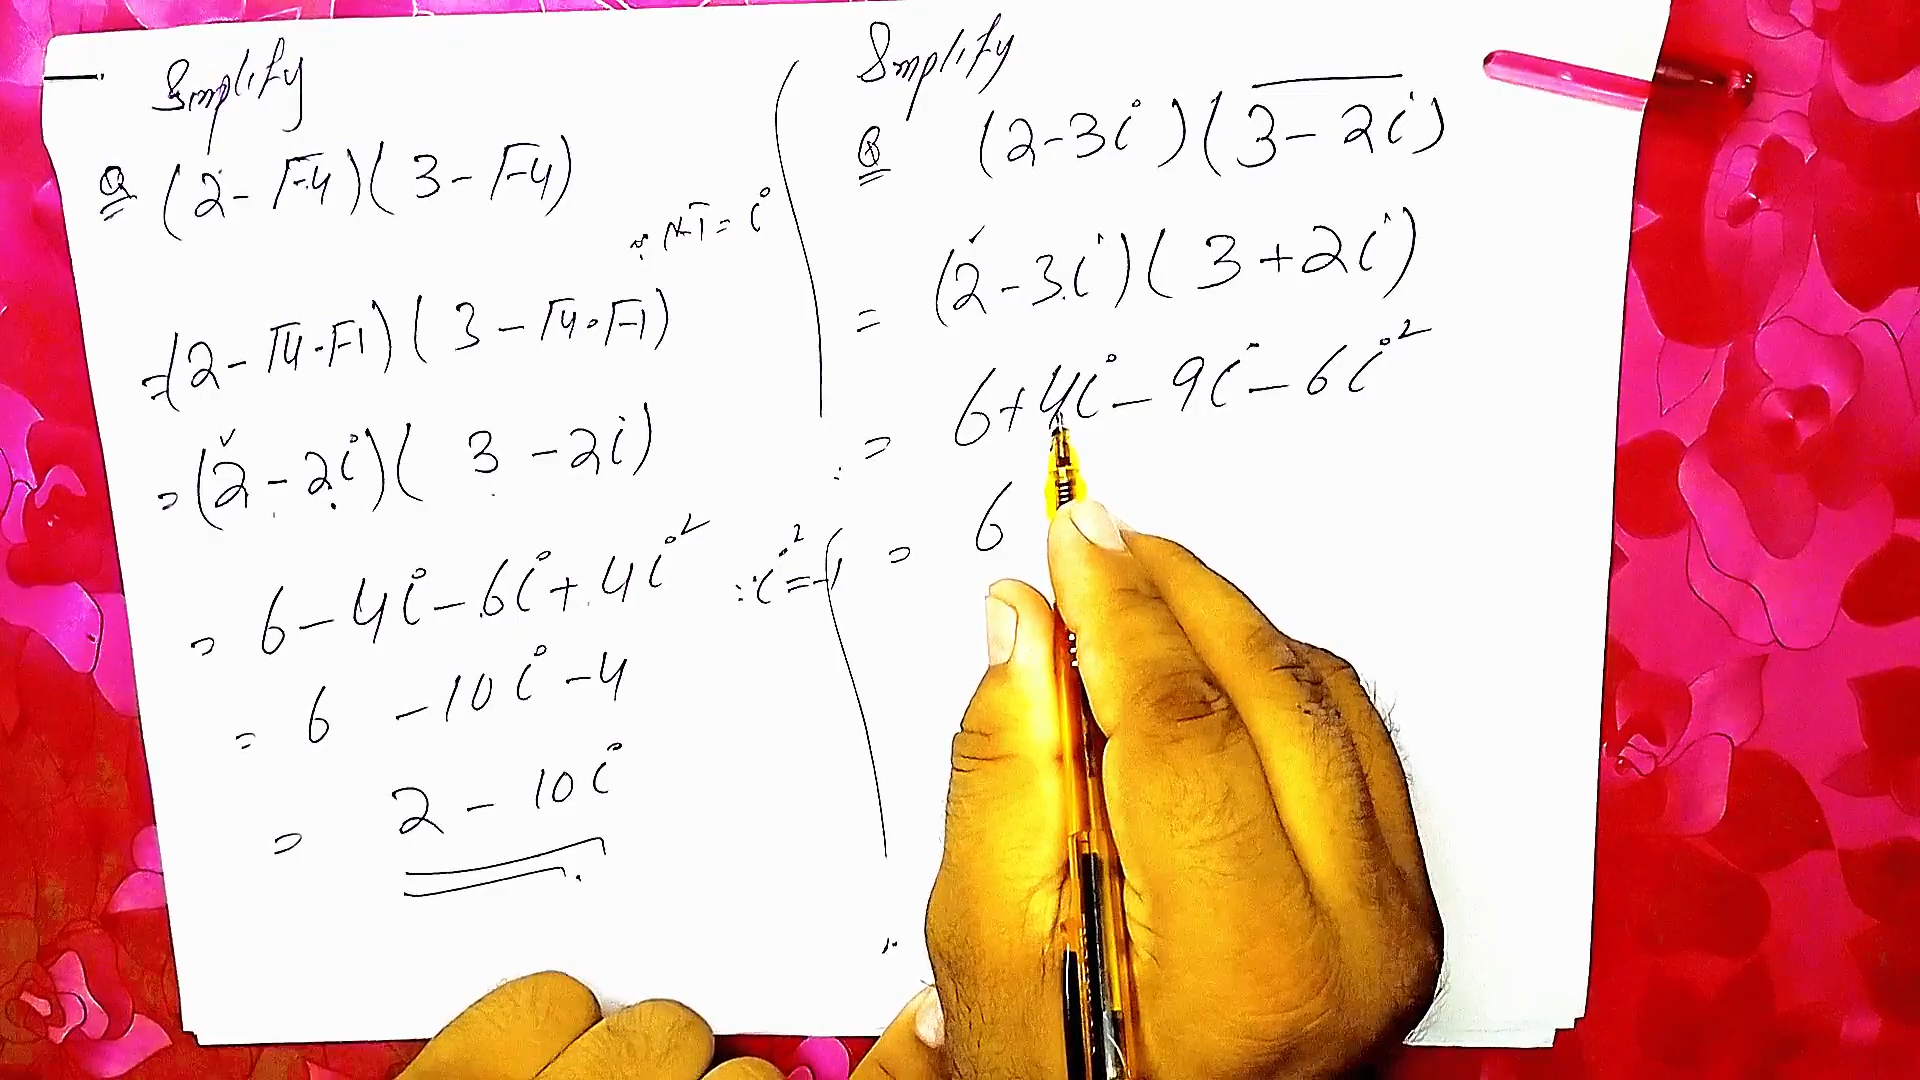 Simplify
Q (2-√-4)(3-√-4)
∵ √-1 = i
=(2-√4·√-1)(3-√4·√-1)
=(2-2i)(3-2i)
= 6-4i-6i+4i²
∵ i²=-1
= 6 -10i-4
= 2-10i
Simplify
Q (2-3i)(\overline{3-2i})
= (2-3i)(3+2i)
= 6+4i-9i-6i²
= 6